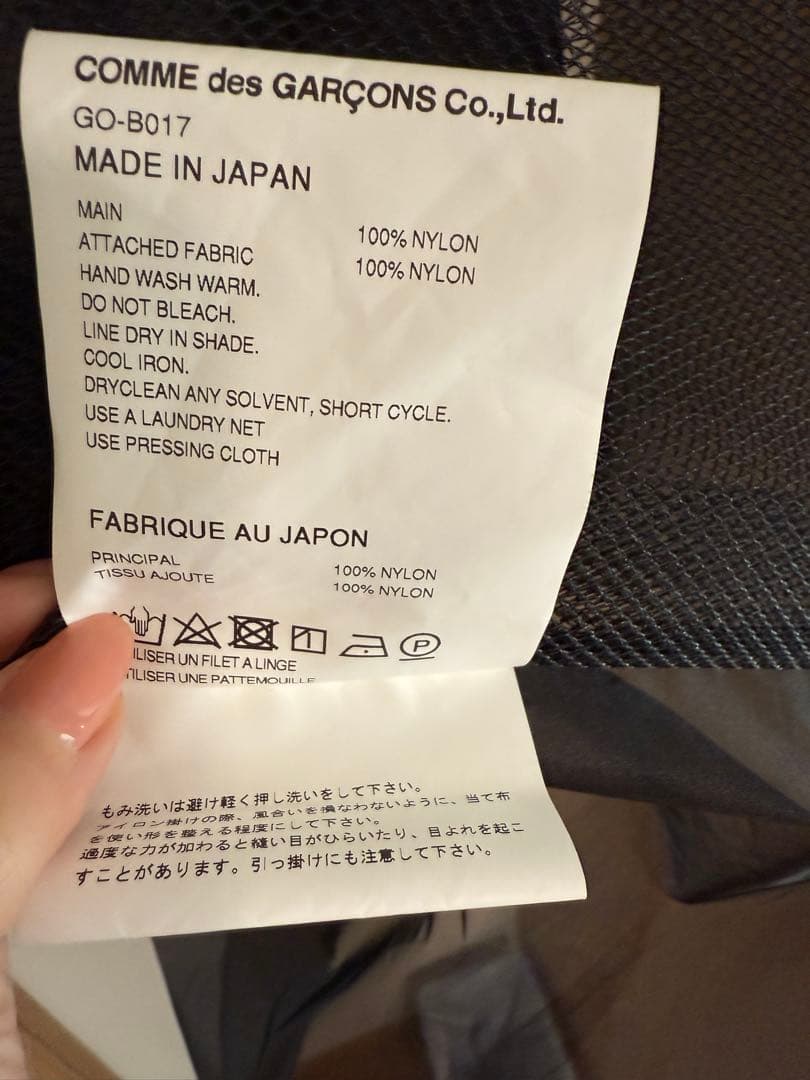 COMME des GARÇONS Co.,Ltd.
GO-B017
MADE IN JAPAN
MAIN 100% NYLON
ATTACHED FABRIC 100% NYLON
HAND WASH WARM.
DO NOT BLEACH.
LINE DRY IN SHADE.
COOL IRON.
DRYCLEAN ANY SOLVENT, SHORT CYCLE.
USE A LAUNDRY NET
USE PRESSING CLOTH
FABRIQUE AU JAPON
PRINCIPAL 100% NYLON
TISSU AJOUTE 100% NYLON
P
ILISER UN FILET A LINGE
TILISER UNE PATTEMOUILLE
もみ洗いは避け軽く押し洗いをして下さい。
アイロン掛けの際、風合いを損なわないように、当て布
を使い形を整える程度にして下さい。
過度な力が加わると縫い目がひらいたり、目よれを起こ
すことがあります。引っ掛けにも注意して下さい。